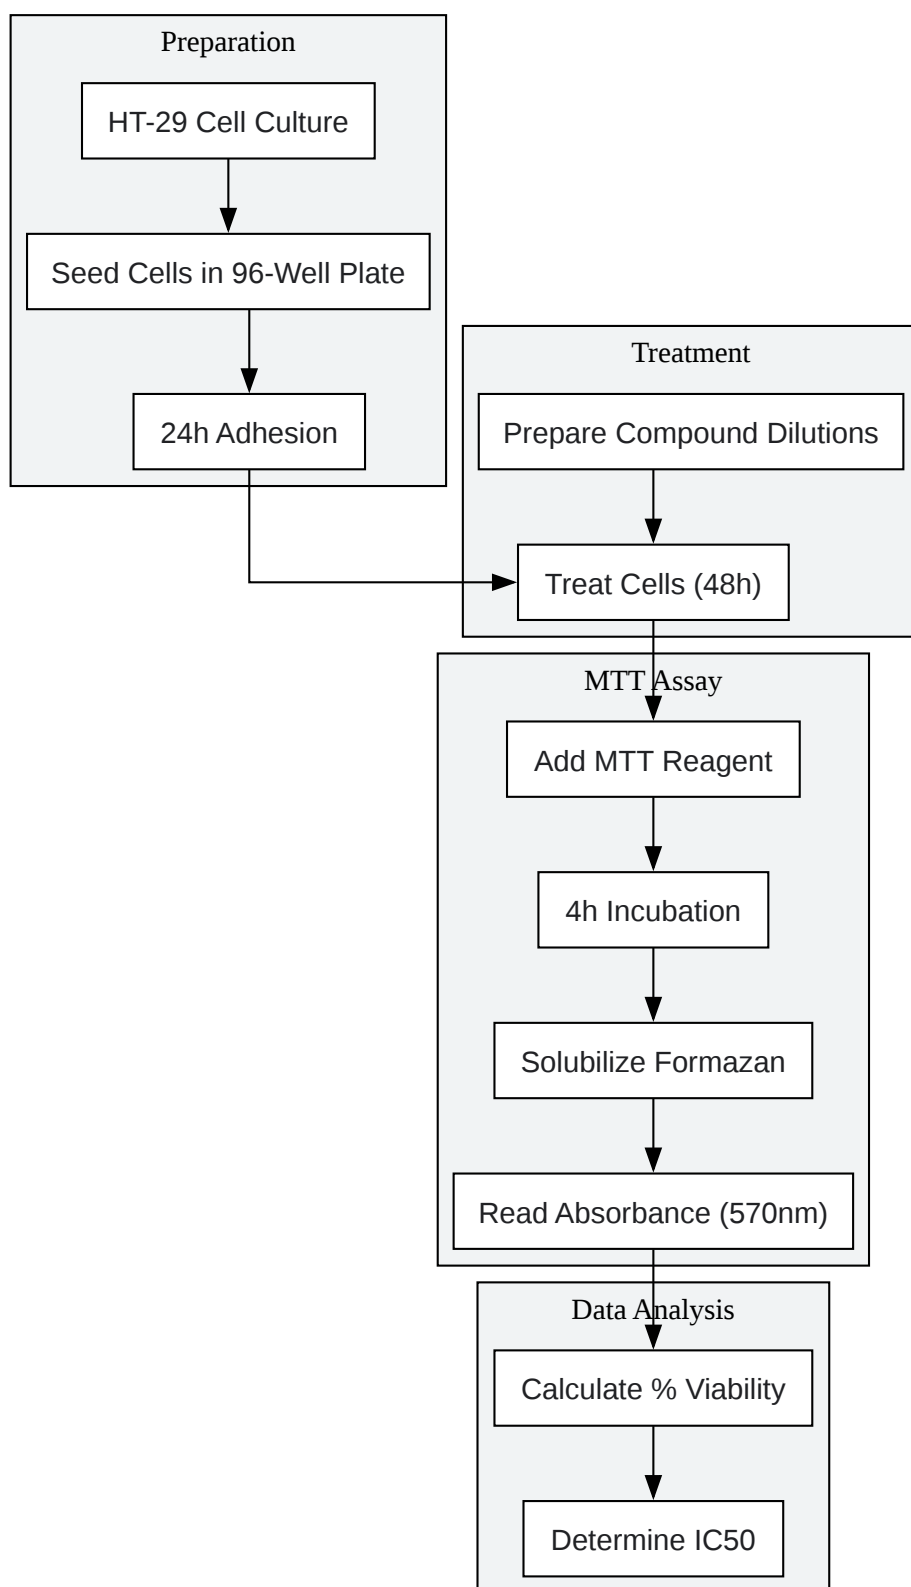 Preparation
HT-29 Cell Culture
Seed Cells in 96-Well Plate
24h Adhesion
Treatment
Prepare Compound Dilutions
Treat Cells (48h)
MTT Assay
Add MTT Reagent
4h Incubation
Solubilize Formazan
Read Absorbance (570nm)
Data Analysis
Calculate % Viability
Determine IC50